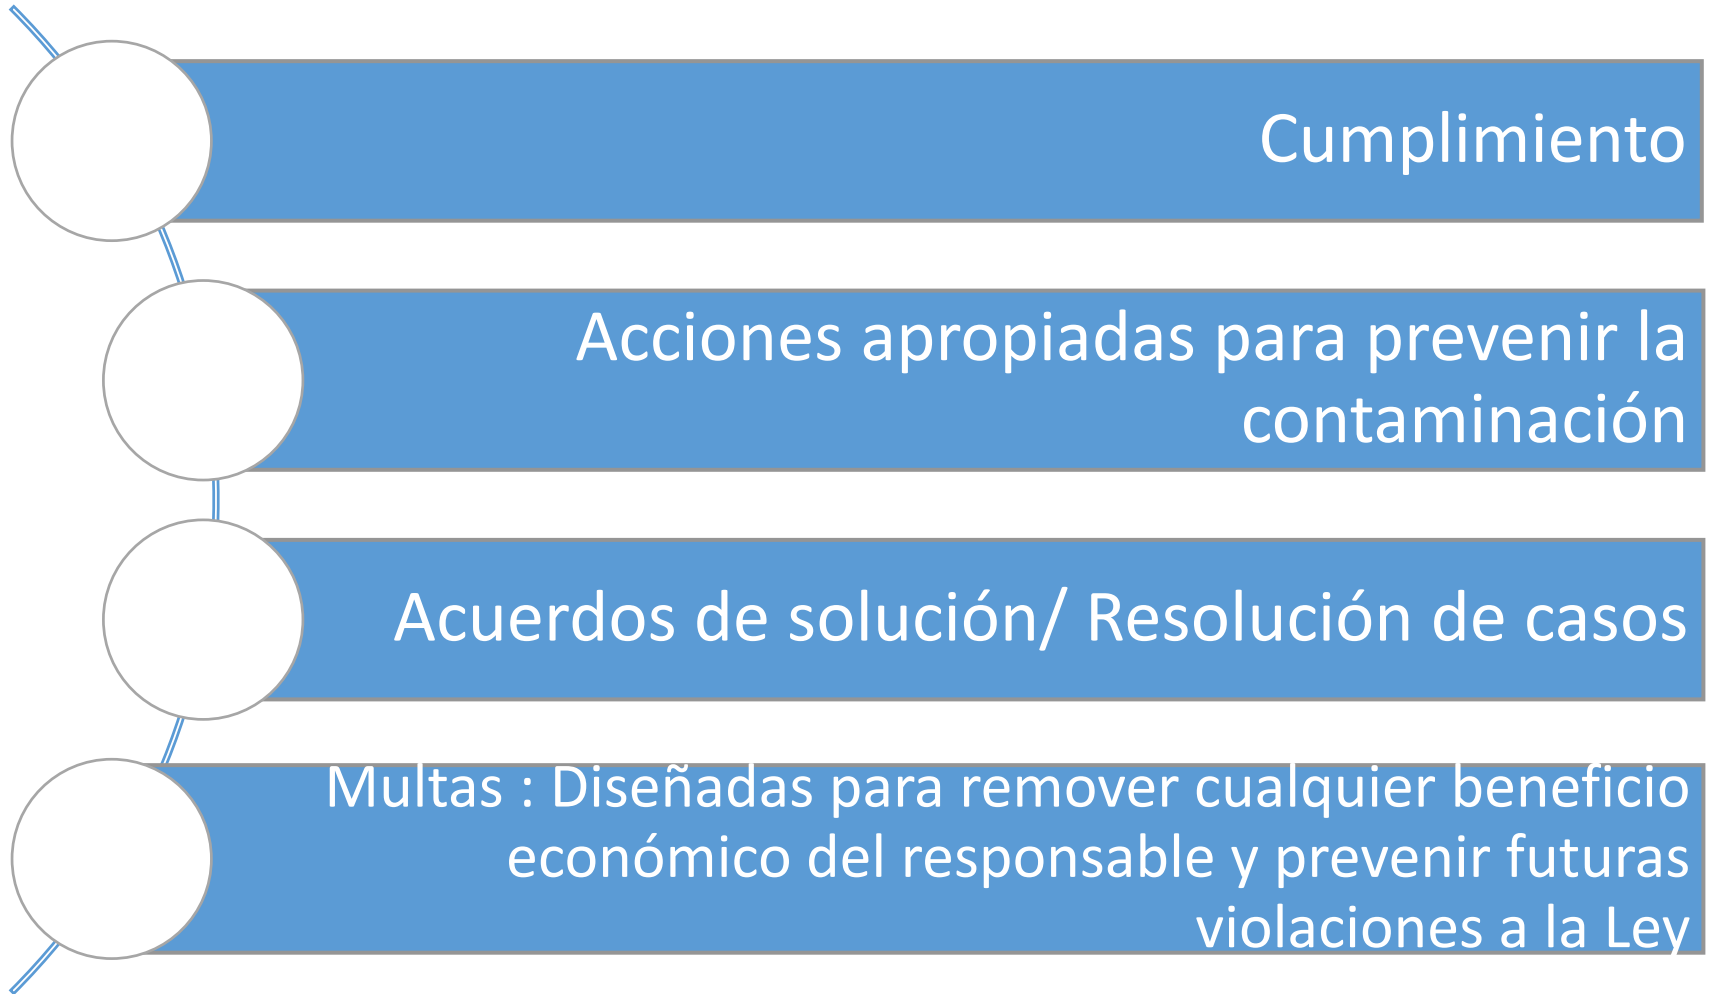 Cumplimiento
Acciones apropiadas para prevenir la
contaminación
Acuerdos de solución/ Resolución de casos
Multas : Diseñadas para remover cualquier beneficio
económico del responsable y prevenir futuras
violaciones a la Ley